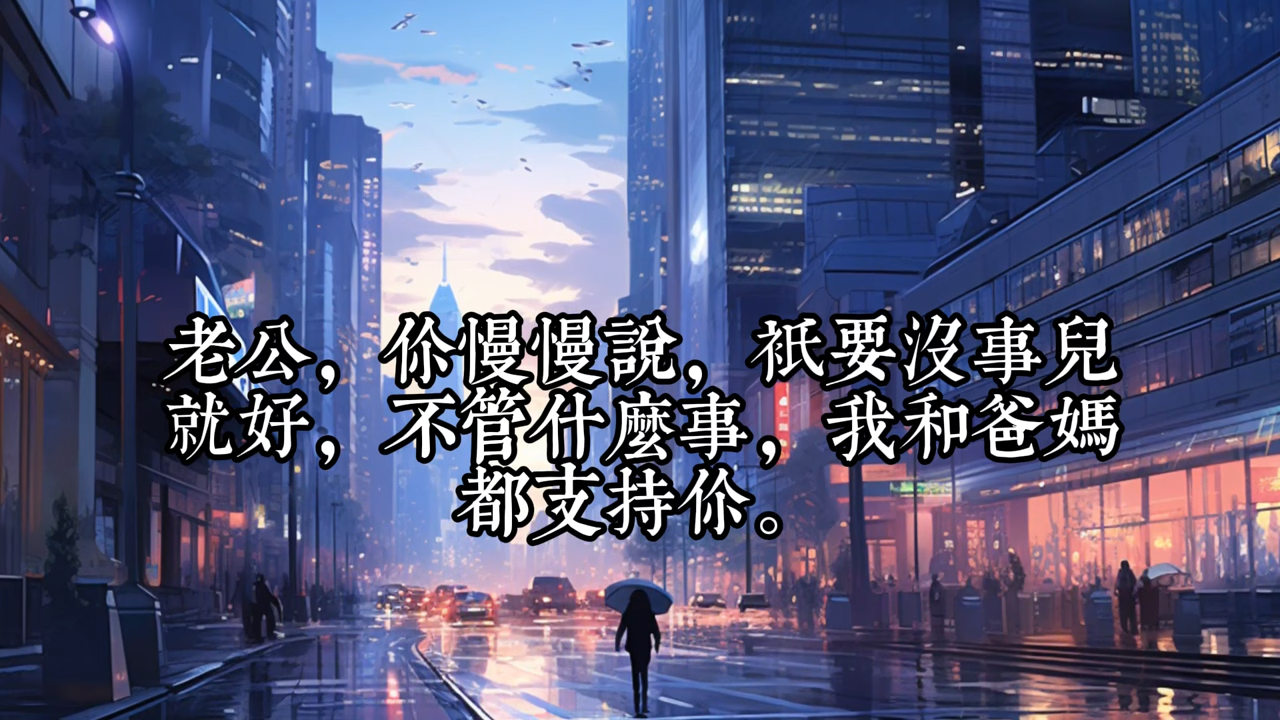 老公，你慢慢說，衹要沒事兒
就好，不管什麼事，我和爸媽
都支持你。